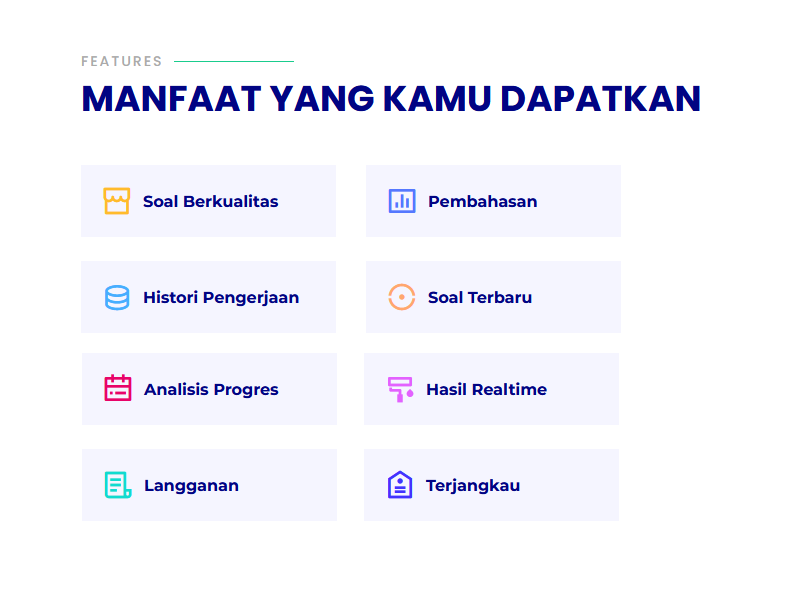 FEATURES
MANFAAT YANG KAMU DAPATKAN
Soal Berkualitas
Pembahasan
Histori Pengerjaan
Soal Terbaru
Analisis Progres
Hasil Realtime
Langganan
Terjangkau